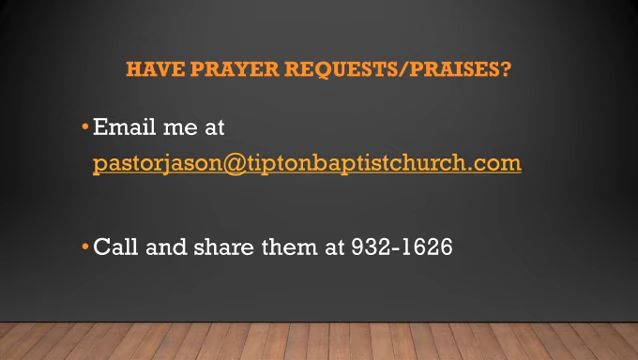 HAVE PRAYER REQUESTS/PRAISES?
•Email me at
pastorjason@tiptonbaptistchurch.com
•Call and share them at 932-1626